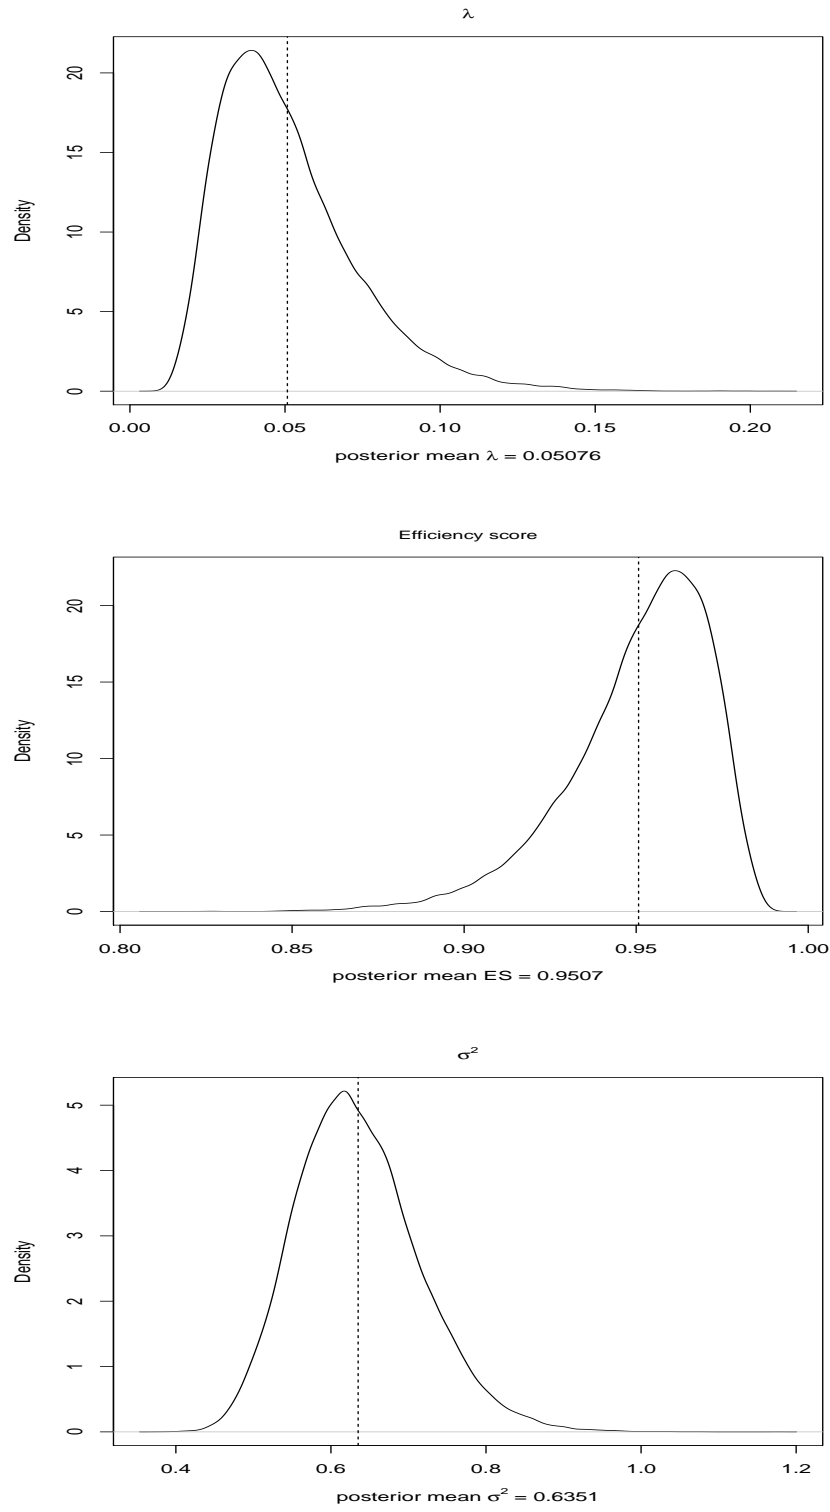 λ
Density
20
15
10
5
0
0.00 0.05 0.10 0.15 0.20
posterior mean λ = 0.05076
Efficiency score
Density
20
15
10
5
0
0.80 0.85 0.90 0.95 1.00
posterior mean ES = 0.9507
σ²
Density
5
4
3
2
1
0
0.4 0.6 0.8 1.0 1.2
posterior mean σ² = 0.6351